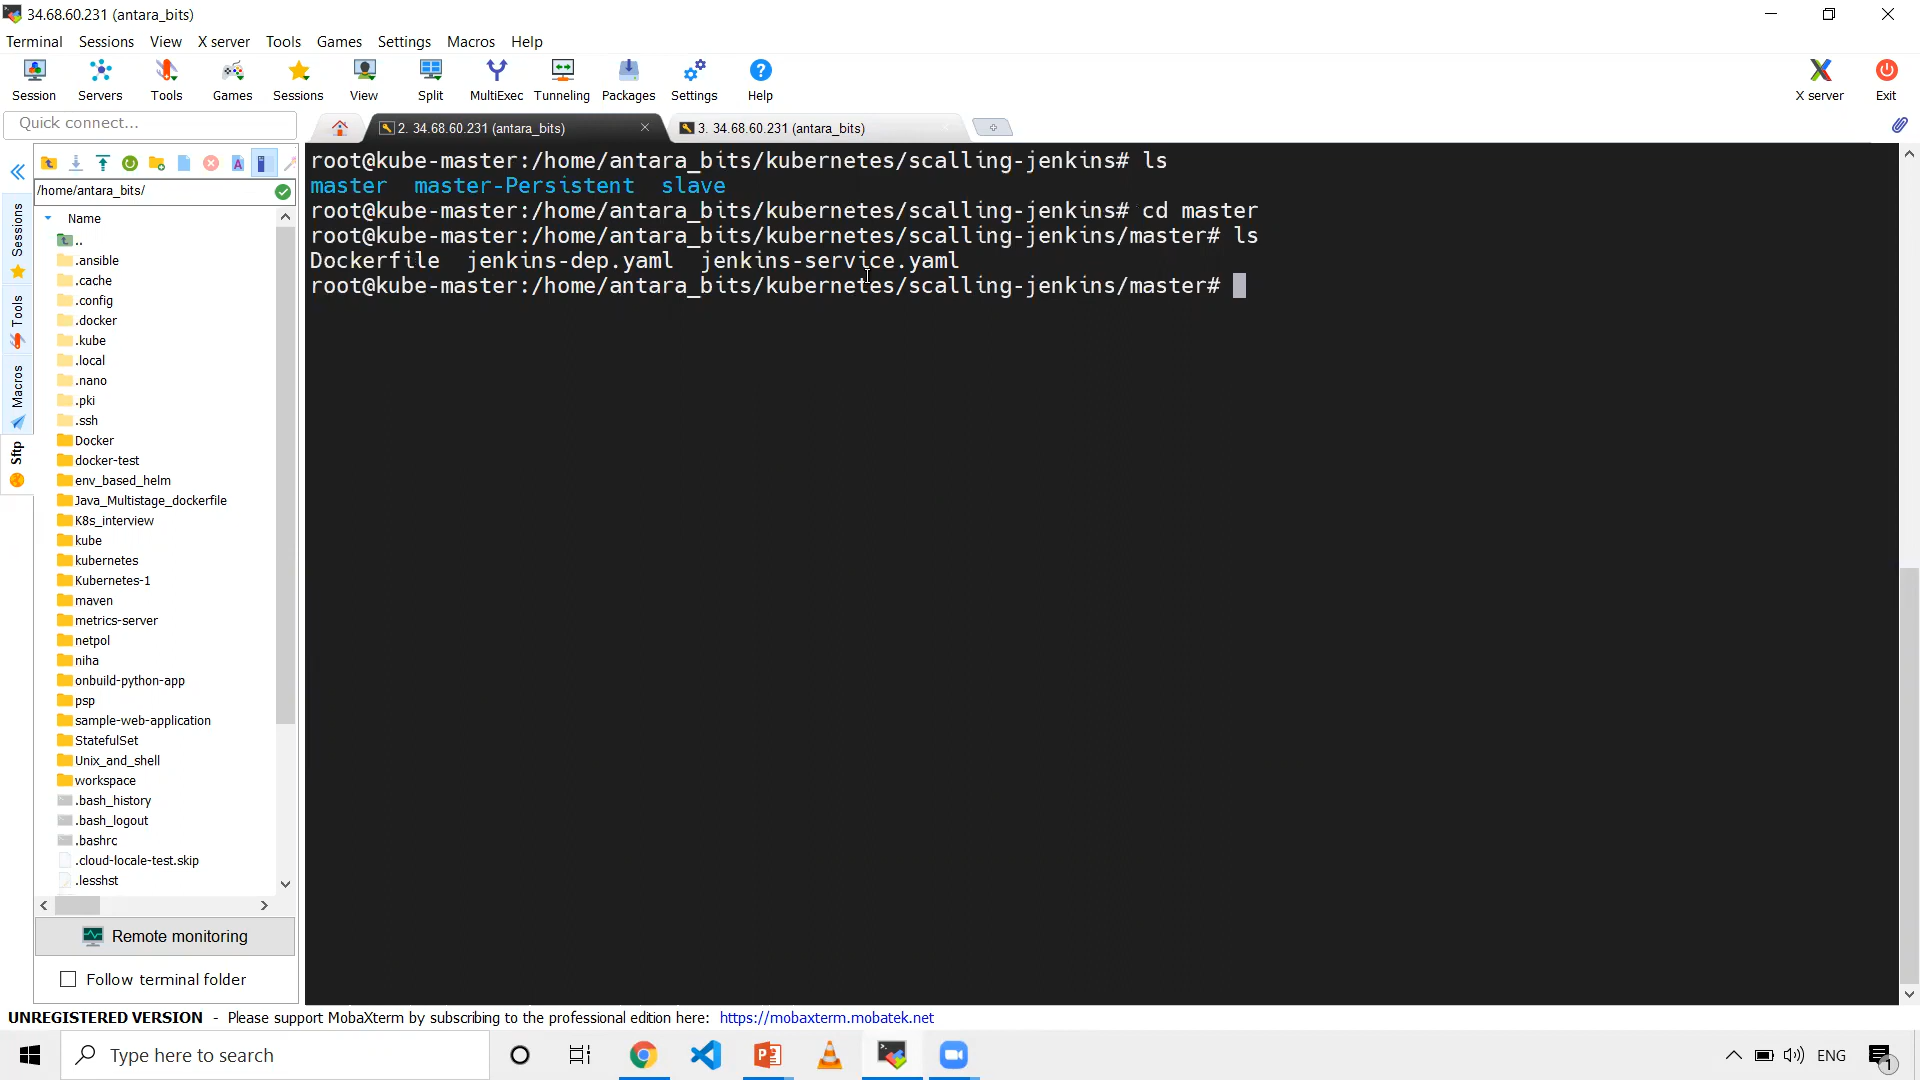 34.68.60.231 (antara_bits)
Terminal Sessions View X server Tools Games Settings Macros Help
Session Servers Tools Games Sessions View Split MultiExec Tunneling Packages Settings Help X server Exit
Quick connect...
2. 34.68.60.231 (antara_bits)
3. 34.68.60.231 (antara_bits)
/home/antara_bits/
Name
..
.ansible
.cache
.config
.docker
.kube
.local
.nano
.pki
.ssh
Docker
docker-test
env_based_helm
Java_Multistage_dockerfile
K8s_interview
kube
kubernetes
Kubernetes-1
maven
metrics-server
netpol
niha
onbuild-python-app
psp
sample-web-application
StatefulSet
Unix_and_shell
workspace
.bash_history
.bash_logout
.bashrc
.cloud-locale-test.skip
.lesshst
Sessions
Tools
Macros
Sftp
Remote monitoring
Follow terminal folder
root@kube-master:/home/antara_bits/kubernetes/scalling-jenkins# ls
master master-Persistent slave
root@kube-master:/home/antara_bits/kubernetes/scalling-jenkins# cd master
root@kube-master:/home/antara_bits/kubernetes/scalling-jenkins/master# ls
Dockerfile jenkins-dep.yaml jenkins-service.yaml
root@kube-master:/home/antara_bits/kubernetes/scalling-jenkins/master#
UNREGISTERED VERSION - Please support MobaXterm by subscribing to the professional edition here: https://mobaxterm.mobatek.net
Type here to search
ENG
1